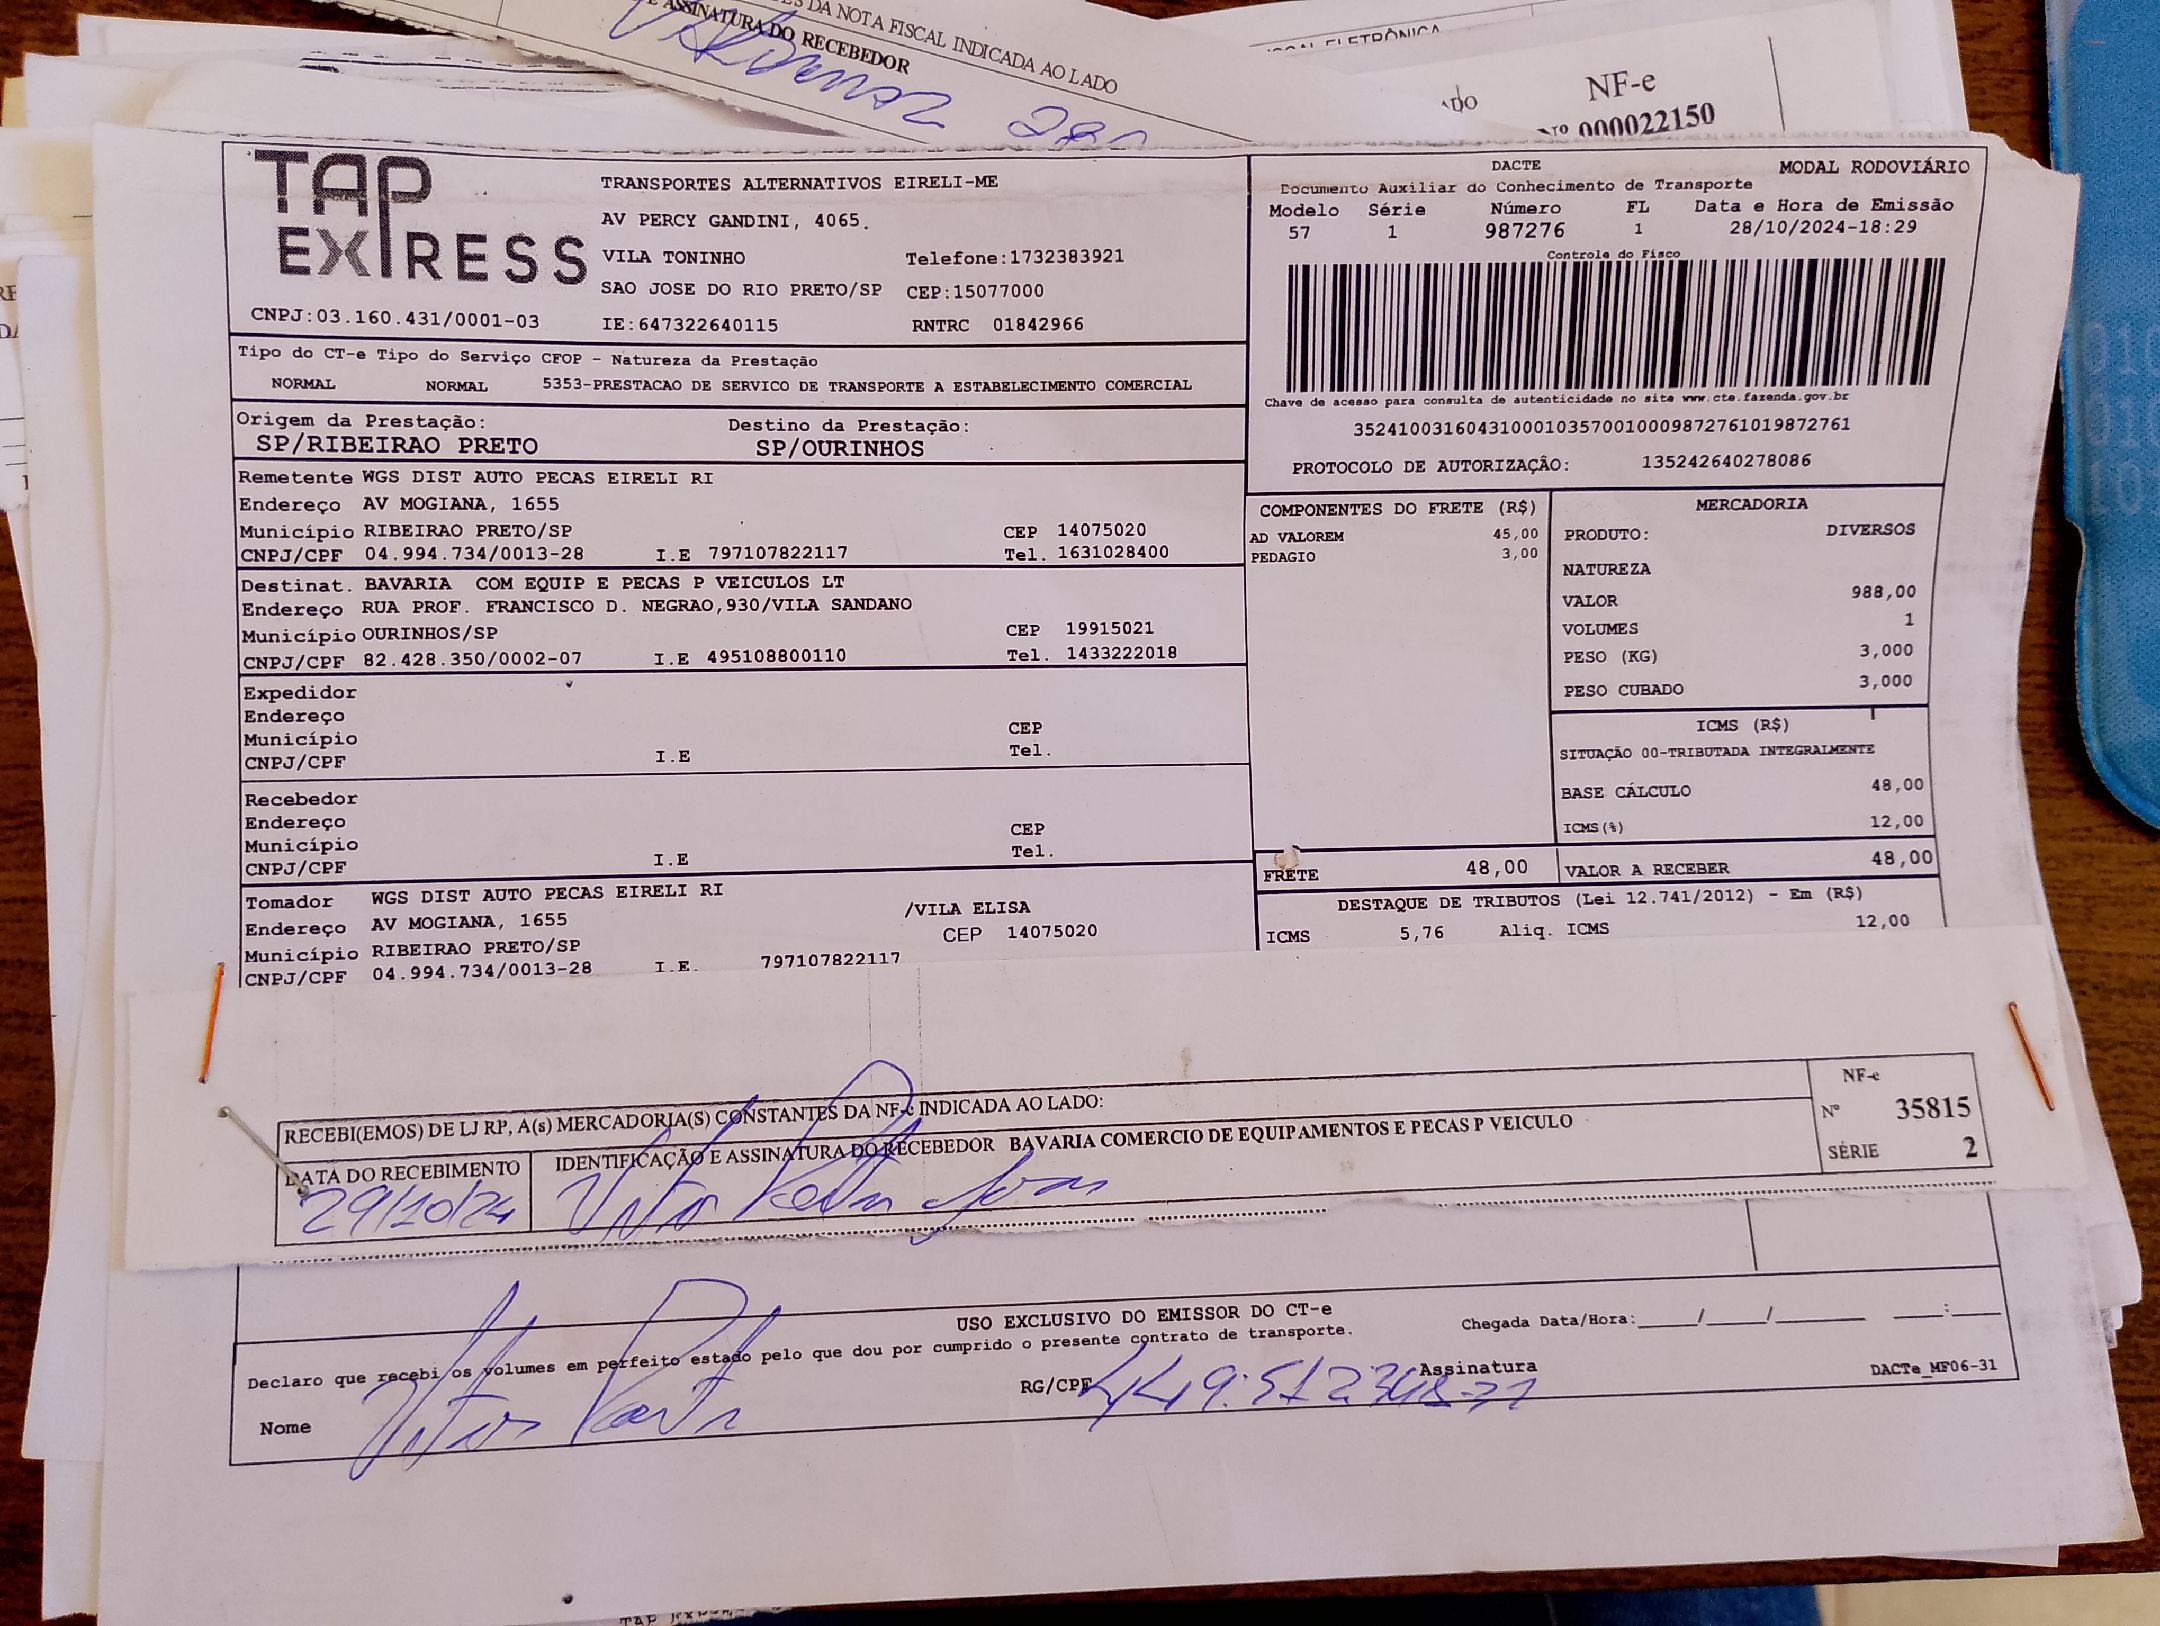 DA NOTA FISCAL INDICADA AO LADO
E ASSINATURA DO RECEBEDOR
NF-e
Nº 000022150
TAP EXPRESS
CNPJ:03.160.431/0001-03
TRANSPORTES ALTERNATIVOS EIRELI-ME
AV PERCY GANDINI, 4065.
VILA TONINHO Telefone:1732383921
SAO JOSE DO RIO PRETO/SP CEP:15077000
IE:647322640115 RNTRC 01842966
DACTE MODAL RODOVIÁRIO
Documento Auxiliar do Conhecimento de Transporte
Modelo Série Número FL Data e Hora de Emissão
57 1 987276 1 28/10/2024-18:29
Controle do Fisco
Chave de acesso para consulta de autenticidade no site www.cte.fazenda.gov.br
35241003160431000103570010009872761019872761
PROTOCOLO DE AUTORIZAÇÂO: 135242640278086
Tipo do CT-e Tipo do Serviço CFOP - Natureza da Prestação
NORMAL NORMAL 5353-PRESTACAO DE SERVICO DE TRANSPORTE A ESTABELECIMENTO COMERCIAL
Origem da Prestação: Destino da Prestação:
SP/RIBEIRAO PRETO SP/OURINHOS
Remetente WGS DIST AUTO PECAS EIRELI RI
Endereço AV MOGIANA, 1655
Município RIBEIRAO PRETO/SP CEP 14075020
CNPJ/CPF 04.994.734/0013-28 I.E 797107822117 Tel. 1631028400
Destinat. BAVARIA COM EQUIP E PECAS P VEICULOS LT
Endereço RUA PROF. FRANCISCO D. NEGRAO,930/VILA SANDANO
Município OURINHOS/SP CEP 19915021
CNPJ/CPF 82.428.350/0002-07 I.E 495108800110 Tel. 1433222018
Expedidor
Endereço
Município CEP
CNPJ/CPF I.E Tel.
Recebedor
Endereço
Município CEP
CNPJ/CPF I.E Tel.
Tomador WGS DIST AUTO PECAS EIRELI RI
Endereço AV MOGIANA, 1655 /VILA ELISA
Município RIBEIRAO PRETO/SP CEP 14075020
CNPJ/CPF 04.994.734/0013-28 I.E. 797107822117
COMPONENTES DO FRETE (R$)
AD VALOREM 45,00
PEDAGIO 3,00
FRETE 48,00
MERCADORIA
PRODUTO: DIVERSOS
NATUREZA
VALOR 988,00
VOLUMES 1
PESO (KG) 3,000
PESO CUBADO 3,000
ICMS (R$)
SITUAÇÃO 00-TRIBUTADA INTEGRALMENTE
BASE CÁLCULO 48,00
ICMS(%) 12,00
VALOR A RECEBER 48,00
DESTAQUE DE TRIBUTOS (Lei 12.741/2012) - Em (R$)
ICMS 5,76 Aliq. ICMS 12,00
RECEBI(EMOS) DE LJ RP, A(s) MERCADORIA(S) CONSTANTES DA NF-e INDICADA AO LADO:
DATA DO RECEBIMENTO IDENTIFICAÇÃO E ASSINATURA DO RECEBEDOR BAVARIA COMERCIO DE EQUIPAMENTOS E PECAS P VEICULO
29/10/24
NF-e
Nº 35815
SÉRIE 2
USO EXCLUSIVO DO EMISSOR DO CT-e
Declaro que recebi os volumes em perfeito estado pelo que dou por cumprido o presente contrato de transporte.
Chegada Data/Hora:_____/_____/________ ____:____
Nome RG/CPF Assinatura DACTe_MF06-31